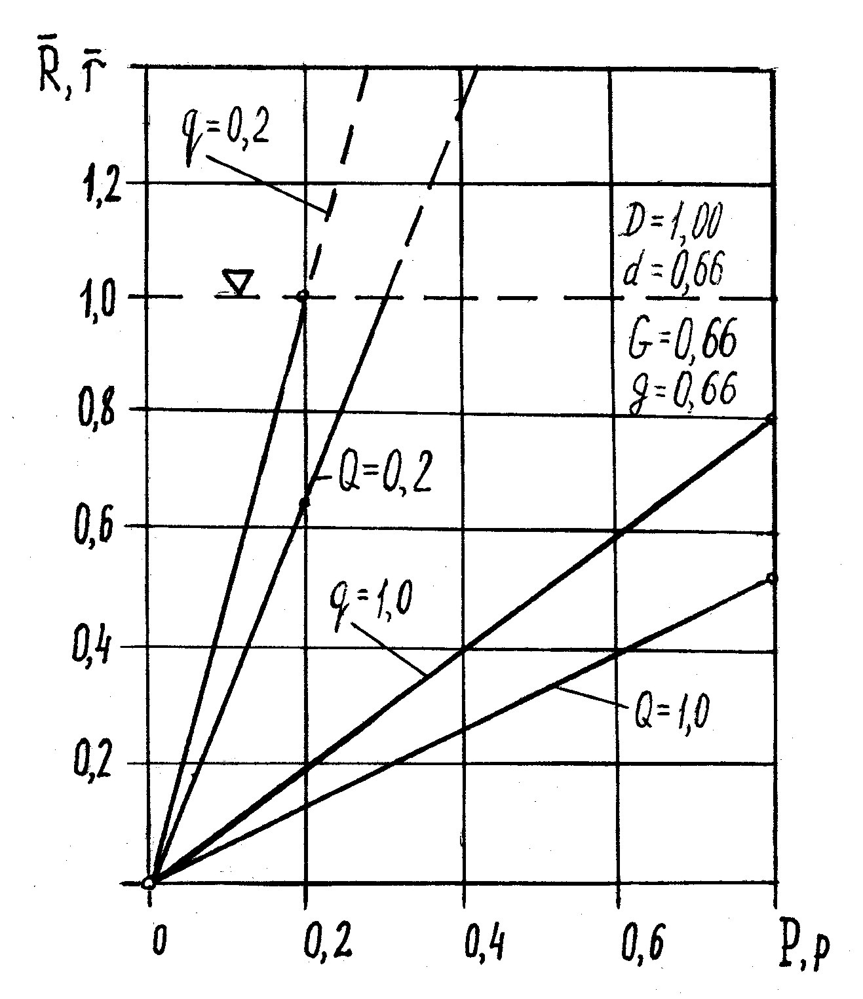 R̄, r̄
q=0,2
1,2
D=1,00
d=0,66
1,0
G=0,66
g=0,66
0,8
Q=0,2
0,6
q=1,0
0,4
Q=1,0
0,2
0 0,2 0,4 0,6 P,p